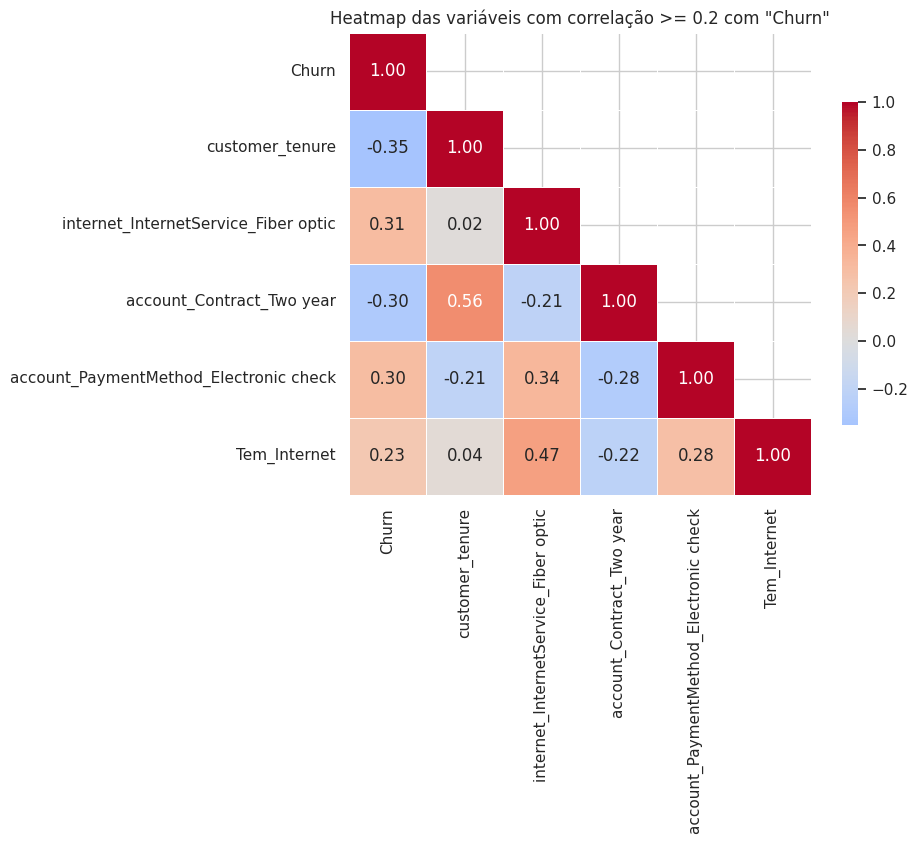 Heatmap das variáveis com correlação >= 0.2 com "Churn"
Churn
1.00
customer_tenure
-0.35 1.00
internet_InternetService_Fiber optic
0.31 0.02 1.00
account_Contract_Two year
-0.30 0.56 -0.21 1.00
account_PaymentMethod_Electronic check
0.30 -0.21 0.34 -0.28 1.00
Tem_Internet
0.23 0.04 0.47 -0.22 0.28 1.00
Churn
customer_tenure
internet_InternetService_Fiber optic
account_Contract_Two year
account_PaymentMethod_Electronic check
Tem_Internet
1.0
0.8
0.6
0.4
0.2
0.0
−0.2